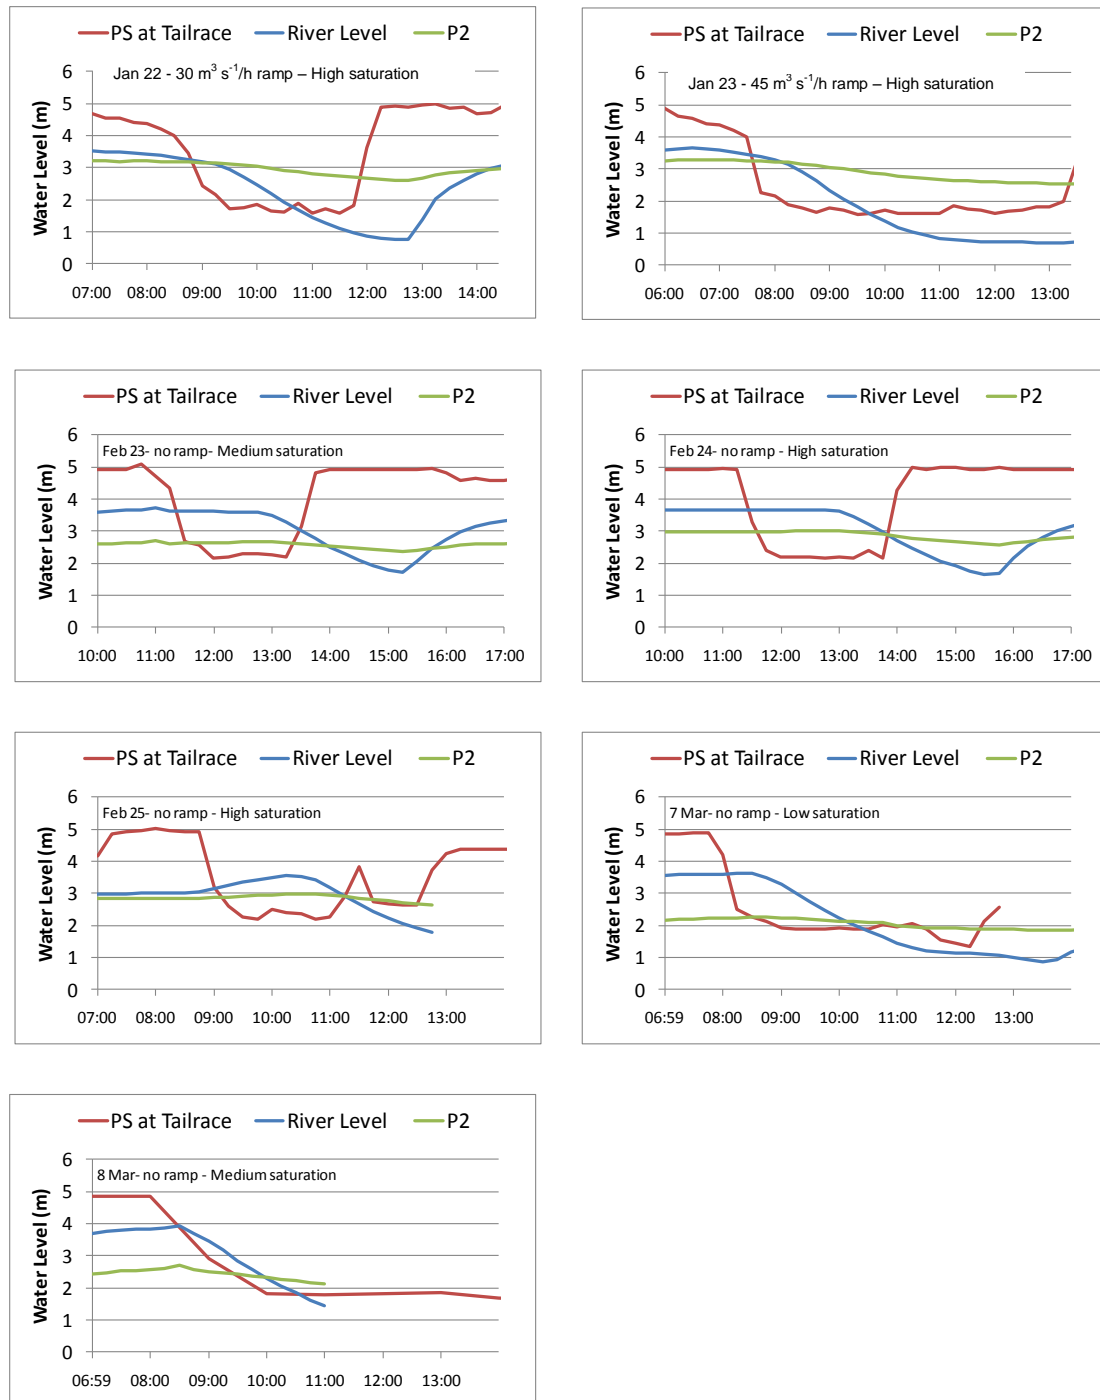 PS at Tailrace River Level P2
Jan 22 - 30 m³ s⁻¹/h ramp – High saturation
Water Level (m)
6
5
4
3
2
1
0
07:00 08:00 09:00 10:00 11:00 12:00 13:00 14:00
PS at Tailrace River Level P2
Jan 23 - 45 m³ s⁻¹/h ramp – High saturation
Water Level (m)
6
5
4
3
2
1
0
06:00 07:00 08:00 09:00 10:00 11:00 12:00 13:00
PS at Tailrace River Level P2
Feb 23- no ramp- Medium saturation
Water Level (m)
6
5
4
3
2
1
0
10:00 11:00 12:00 13:00 14:00 15:00 16:00 17:00
PS at Tailrace River Level P2
Feb 24- no ramp - High saturation
Water Level (m)
6
5
4
3
2
1
0
10:00 11:00 12:00 13:00 14:00 15:00 16:00 17:00
PS at Tailrace River Level P2
Feb 25- no ramp - High saturation
Water Level (m)
6
5
4
3
2
1
0
07:00 08:00 09:00 10:00 11:00 12:00 13:00
PS at Tailrace River Level P2
7 Mar- no ramp - Low saturation
Water Level (m)
6
5
4
3
2
1
0
06:59 08:00 09:00 10:00 11:00 12:00 13:00
PS at Tailrace River Level P2
8 Mar- no ramp - Medium saturation
Water Level (m)
6
5
4
3
2
1
0
06:59 08:00 09:00 10:00 11:00 12:00 13:00